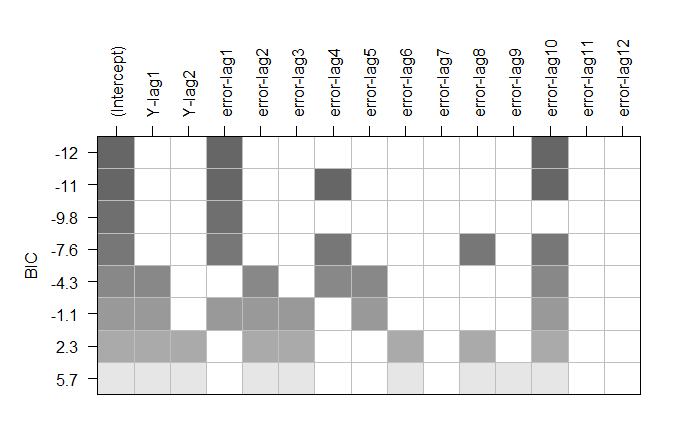 (Intercept)
Y-lag1
Y-lag2
error-lag1
error-lag2
error-lag3
error-lag4
error-lag5
error-lag6
error-lag7
error-lag8
error-lag9
error-lag10
error-lag11
error-lag12
BIC
-12
-11
-9.8
-7.6
-4.3
-1.1
2.3
5.7